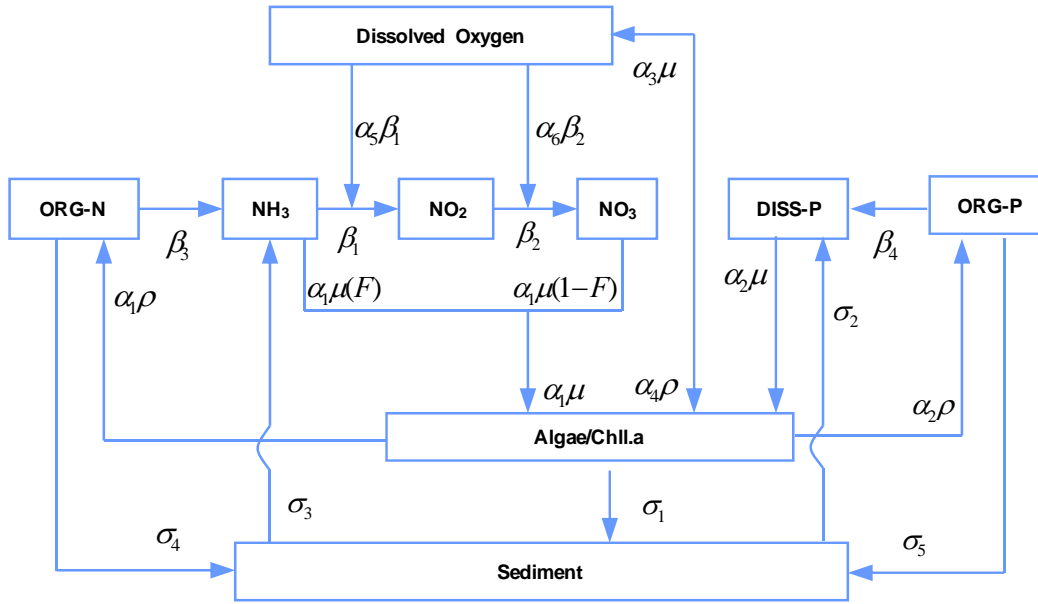 Dissolved Oxygen
α₃μ
α₅β₁
α₆β₂
ORG-N
NH₃
NO₂
NO₃
DISS-P
ORG-P
β₃
β₁
β₂
β₄
α₁ρ
α₁μ(F)
α₁μ(1−F)
α₂μ
σ₂
α₁μ
α₄ρ
α₂ρ
Algae/Chll.a
σ₃
σ₁
σ₄
σ₅
Sediment